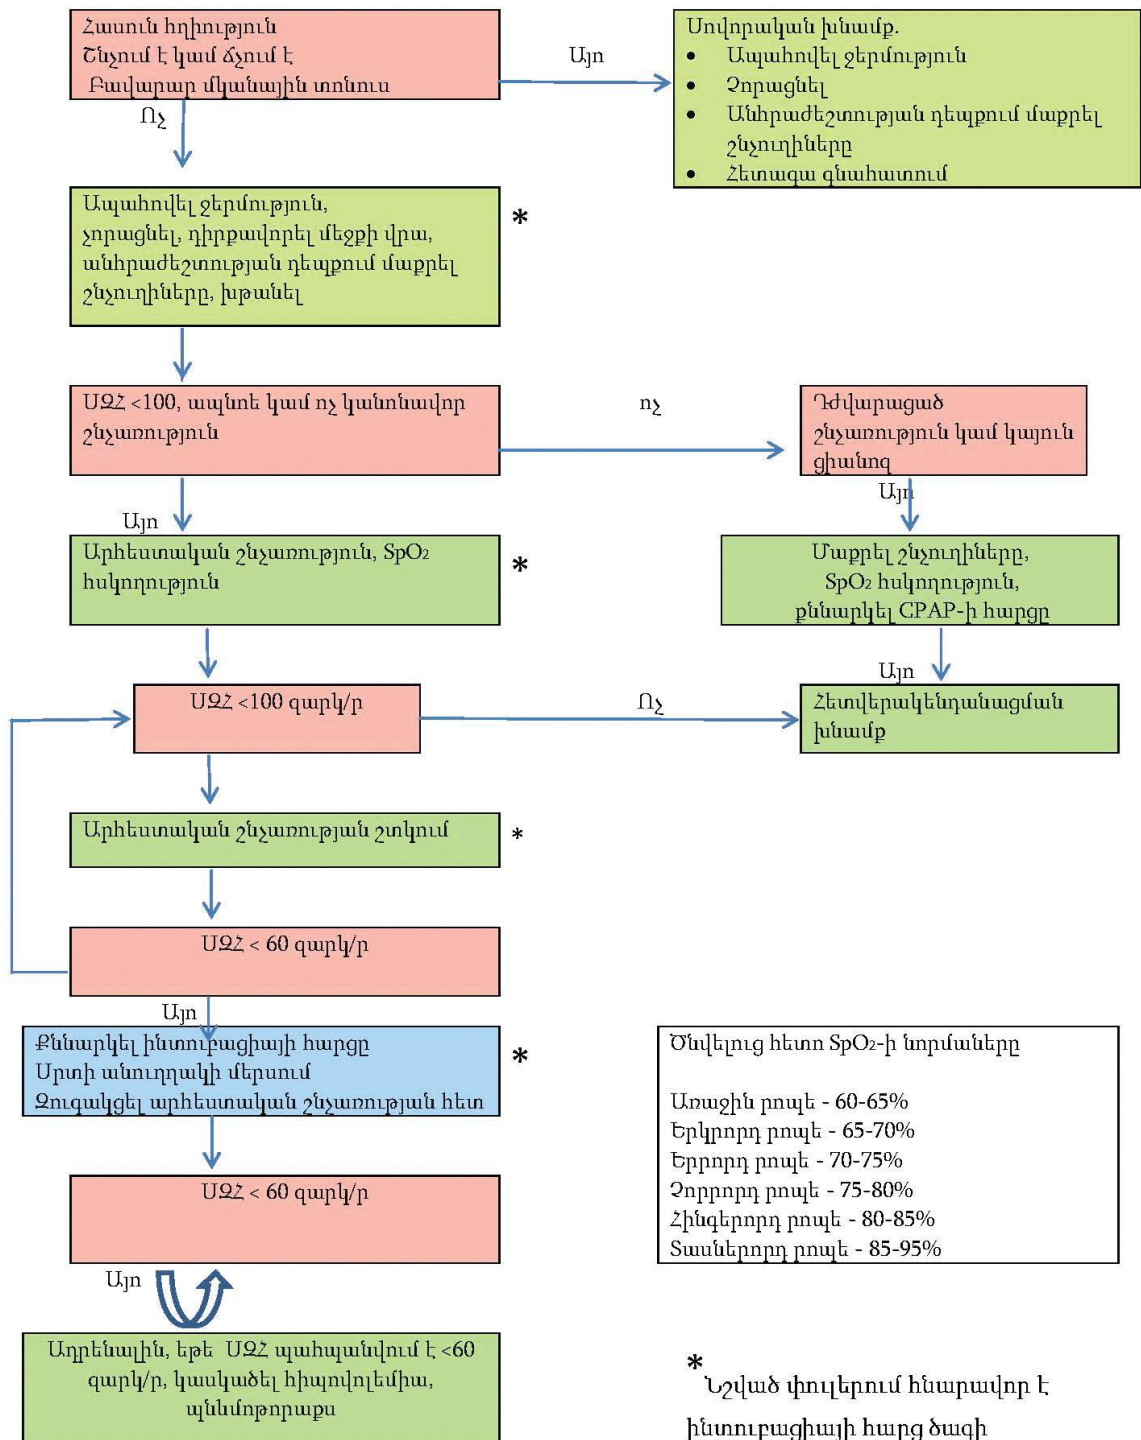 Հասուն հղիություն
Շնչում է կամ ճչում է
Բավարար մկանային տոնուս
Այո
Սովորական խնամք.
• Ապահովել ջերմություն
• Չորացնել
• Անհրաժեշտության դեպքում մաքրել
շնչուղիները
• Հետագա գնահատում
Ոչ
Ապահովել ջերմություն,
չորացնել, դիրքավորել մեջքի վրա,
անհրաժեշտության դեպքում մաքրել
շնչուղիները, խթանել
*
ՍԶՀ <100, ապնոե կամ ոչ կանոնավոր
շնչառություն
ոչ
Դժվարացած
շնչառություն կամ կայուն
ցիանոզ
Այո
Այո
Արհեստական շնչառություն, SpO₂
հսկողություն
*
Մաքրել շնչուղիները,
SpO₂ հսկողություն,
քննարկել CPAP-ի հարցը
Այո
ՍԶՀ <100 զարկ/ր
Ոչ
Հետվերակենդանացման
խնամք
Արհեստական շնչառության շտկում
*
ՍԶՀ < 60 զարկ/ր
Այո
Քննարկել ինտուբացիայի հարցը
Սրտի անուղղակի մերսում
Զուգակցել արհեստական շնչառության հետ
*
ՍԶՀ < 60 զարկ/ր
Այո
Ադրենալին, եթե ՍԶՀ պահպանվում է <60
զարկ/ր, կասկածել հիպովոլեմիա,
պնևմոթորաքս
Ծնվելուց հետո SpO₂-ի նորմաները
Առաջին րոպե - 60-65%
Երկրորդ րոպե - 65-70%
Երրորդ րոպե - 70-75%
Չորրորդ րոպե - 75-80%
Հինգերորդ րոպե - 80-85%
Տասներորդ րոպե - 85-95%
* Նշված փուլերում հնարավոր է
ինտուբացիայի հարց ծագի